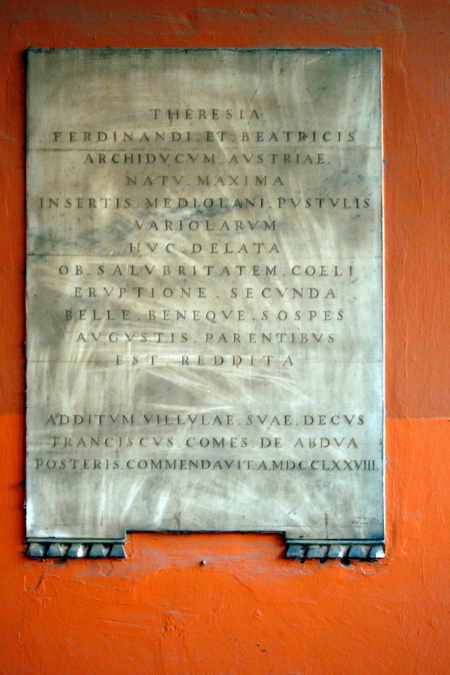 THERESIA
FERDINANDI . ET . BEATRICIS
ARCHIDVCVM . AVSTRIAE .
NATV . MAXIMA
INSERTIS . MEDIOLANI . PVSTVLIS
VARIOLARVM
HVC . DELATA
OB . SALVBRITATEM . COELI
ERVPTIONE . SECVNDA
BELLE . BENEQVE . SOSPES
AVGVSTIS . PARENTIBVS
EST . REDDITA
ADDITVM . VILLVLAE . SVAE . DECVS
FRANCISCVS . COMES . DE . ABDVA
POSTERIS . COMMENDAVIT . A . MDCCLXXVIII .